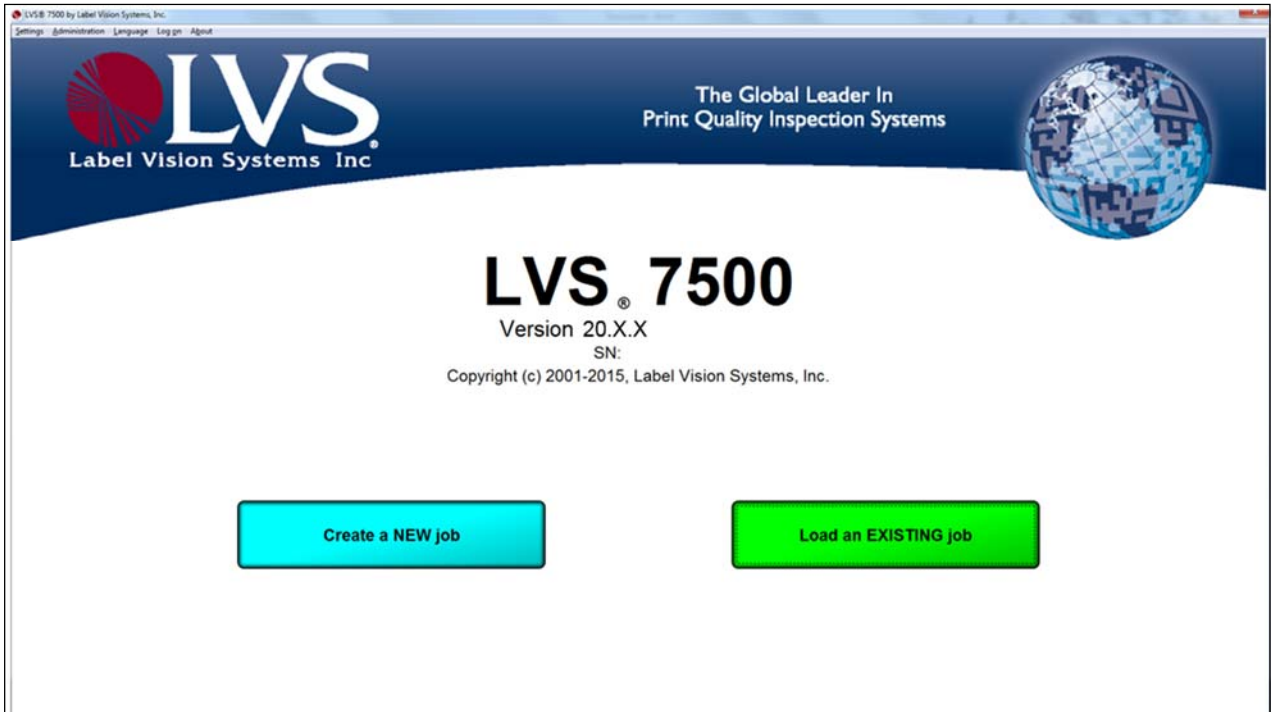 LVS® 7500 by Label Vision Systems, Inc.
Settings Administration Language Log on About
LVS®
Label Vision Systems Inc
The Global Leader In
Print Quality Inspection Systems
LVS® 7500
Version 20.X.X
SN:
Copyright (c) 2001-2015, Label Vision Systems, Inc.
Create a NEW job
Load an EXISTING job